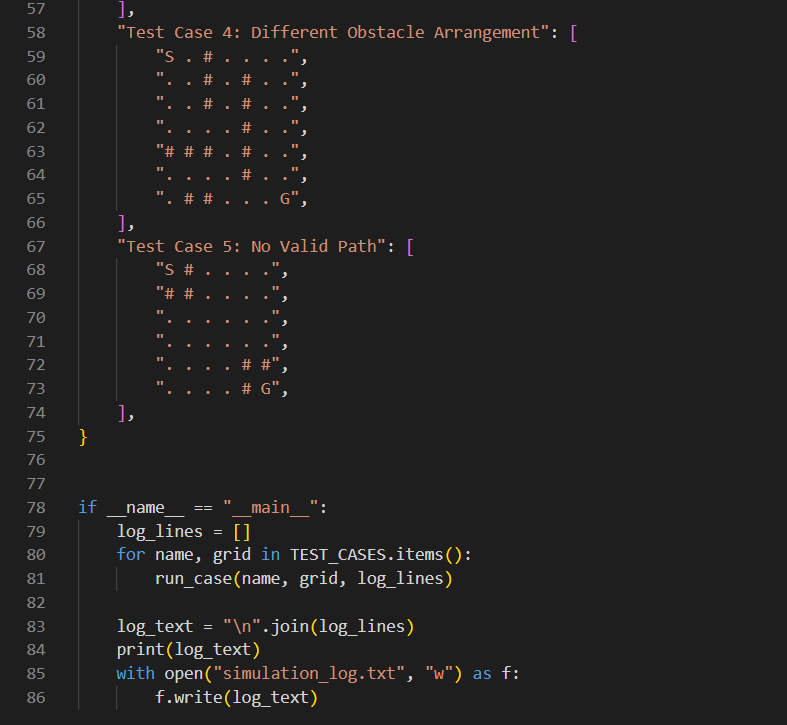 57 ],
58 "Test Case 4: Different Obstacle Arrangement": [
59 "S . # . . . .",
60 ". . # . # . .",
61 ". . # . # . .",
62 ". . . . # . .",
63 "# # # . # . .",
64 ". . . . # . .",
65 ". # # . . . G",
66 ],
67 "Test Case 5: No Valid Path": [
68 "S # . . . .",
69 "# # . . . .",
70 ". . . . . .",
71 ". . . . . .",
72 ". . . . # #",
73 ". . . . # G",
74 ],
75 }
76
77
78 if __name__ == "__main__":
79 log_lines = []
80 for name, grid in TEST_CASES.items():
81 run_case(name, grid, log_lines)
82
83 log_text = "\n".join(log_lines)
84 print(log_text)
85 with open("simulation_log.txt", "w") as f:
86 f.write(log_text)